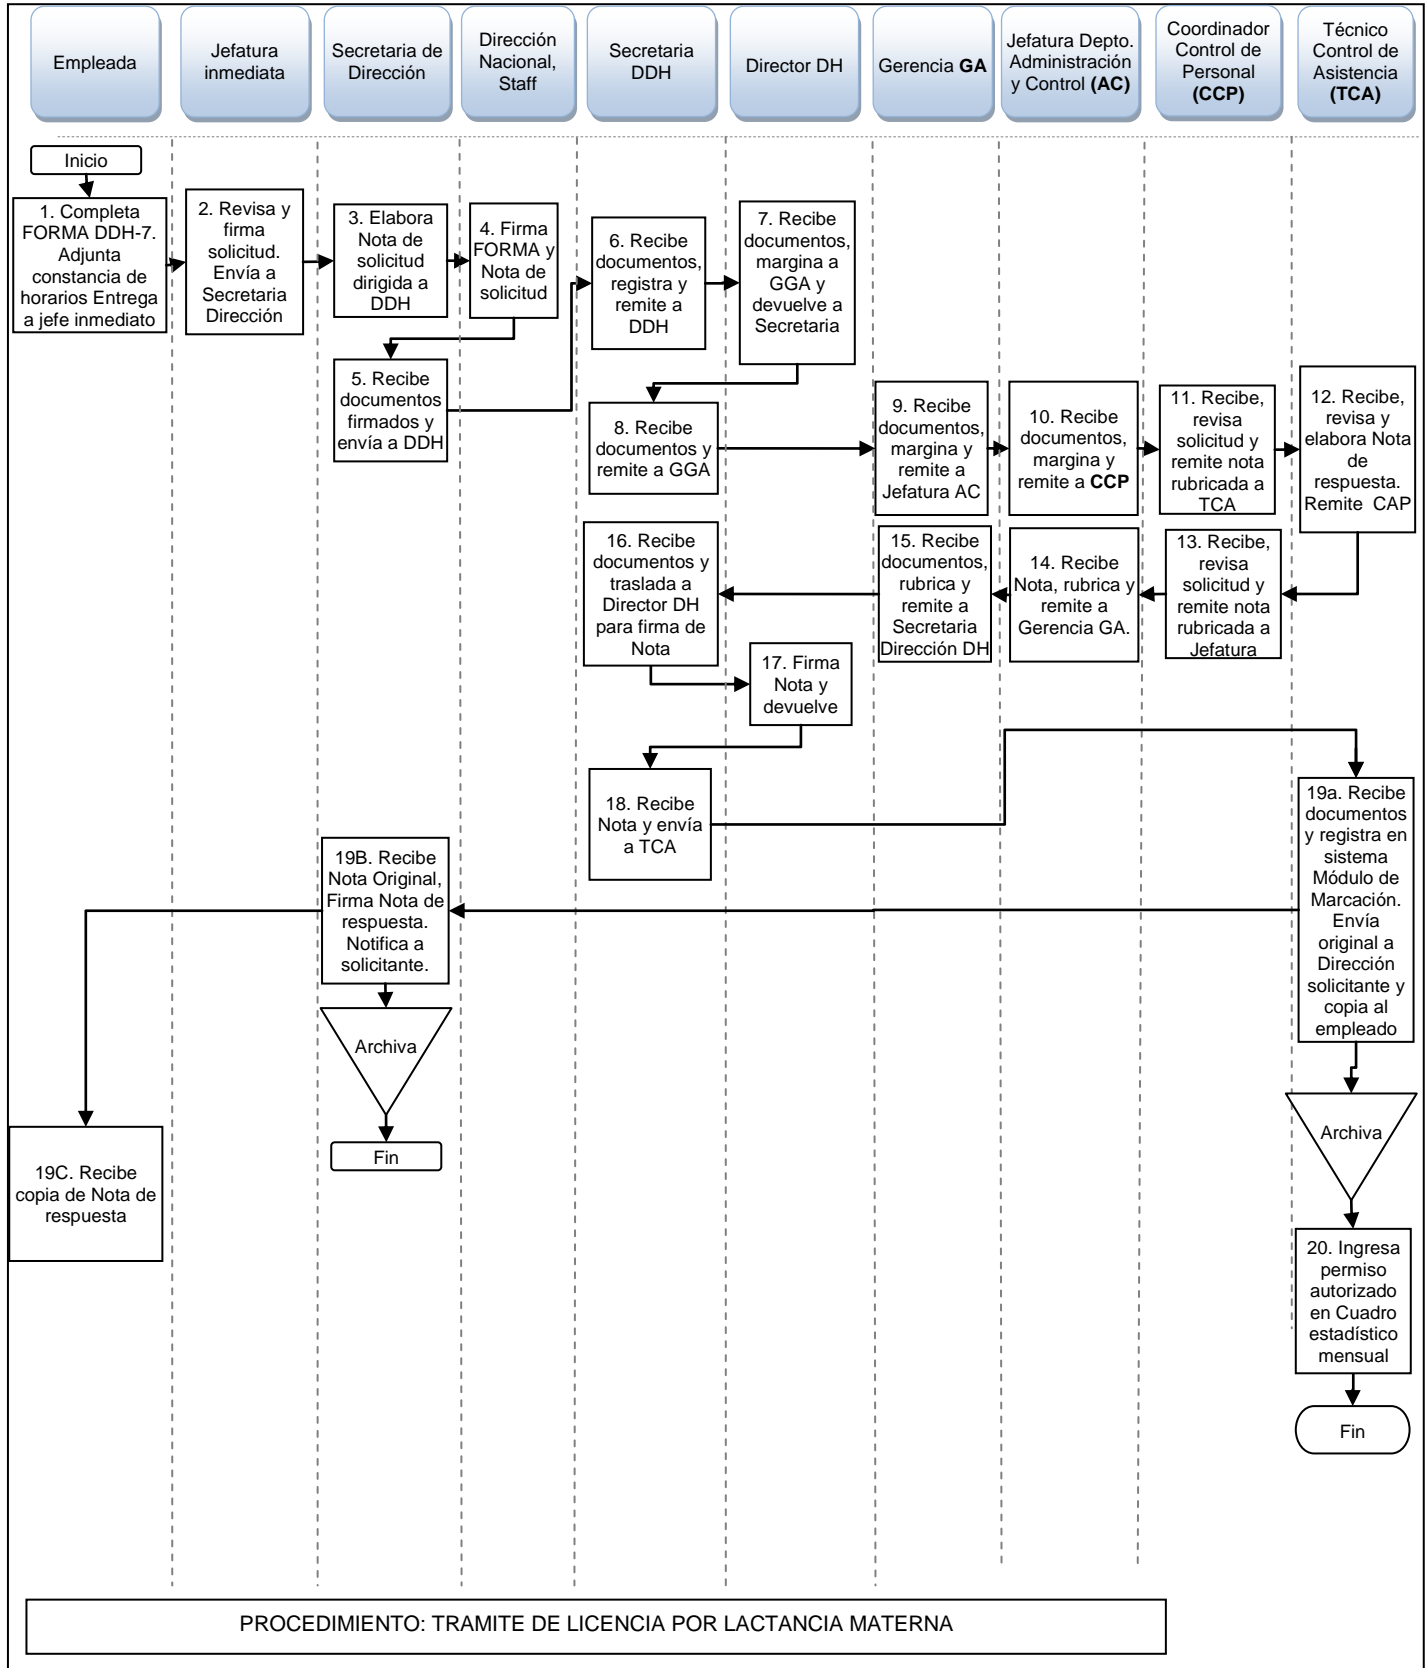 Empleada
Jefatura
inmediata
Secretaria de
Dirección
Dirección
Nacional,
Staff
Secretaria
DDH
Director DH
Gerencia GA
Jefatura Depto.
Administración
y Control (AC)
Coordinador
Control de
Personal
(CCP)
Técnico
Control de
Asistencia
(TCA)
Inicio
1. Completa
FORMA DDH-7.
Adjunta
constancia de
horarios Entrega
a jefe inmediato
2. Revisa y
firma
solicitud.
Envía a
Secretaria
Dirección
3. Elabora
Nota de
solicitud
dirigida a
DDH
4. Firma
FORMA y
Nota de
solicitud
5. Recibe
documentos
firmados y
envía a DDH
6. Recibe
documentos,
registra y
remite a
DDH
7. Recibe
documentos,
margina a
GGA y
devuelve a
Secretaria
8. Recibe
documentos y
remite a GGA
9. Recibe
documentos,
margina y
remite a
Jefatura AC
10. Recibe
documentos,
margina y
remite a CCP
11. Recibe,
revisa
solicitud y
remite nota
rubricada a
TCA
12. Recibe,
revisa y
elabora Nota
de
respuesta.
Remite CAP
13. Recibe,
revisa
solicitud y
remite nota
rubricada a
Jefatura
14. Recibe
Nota, rubrica y
remite a
Gerencia GA.
15. Recibe
documentos,
rubrica y
remite a
Secretaria
Dirección DH
16. Recibe
documentos y
traslada a
Director DH
para firma de
Nota
17. Firma
Nota y
devuelve
18. Recibe
Nota y envía
a TCA
19a. Recibe
documentos
y registra en
sistema
Módulo de
Marcación.
Envía
original a
Dirección
solicitante y
copia al
empleado
19B. Recibe
Nota Original,
Firma Nota de
respuesta.
Notifica a
solicitante.
Archiva
Fin
19C. Recibe
copia de Nota de
respuesta
Archiva
20. Ingresa
permiso
autorizado
en Cuadro
estadístico
mensual
Fin
PROCEDIMIENTO: TRAMITE DE LICENCIA POR LACTANCIA MATERNA